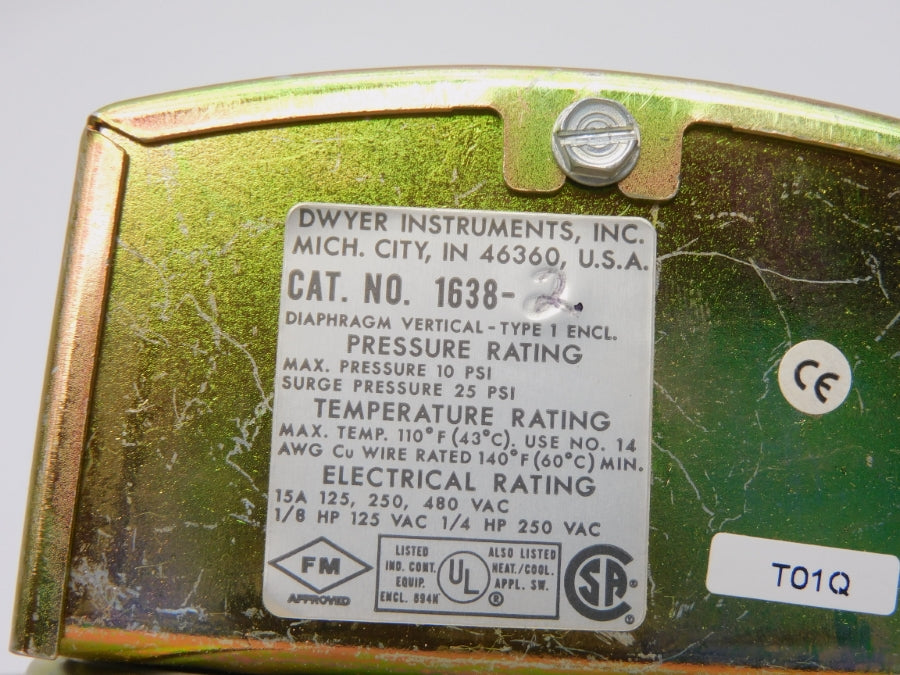 DWYER INSTRUMENTS, INC.
MICH. CITY, IN 46360, U.S.A.
CAT. NO. 1638-2
DIAPHRAGM VERTICAL-TYPE 1 ENCL.
PRESSURE RATING
MAX. PRESSURE 10 PSI
SURGE PRESSURE 25 PSI
TEMPERATURE RATING
MAX. TEMP. 110°F (43°C). USE NO. 14
AWG Cu WIRE RATED 140°F (60°C) MIN.
ELECTRICAL RATING
15A 125, 250, 480 VAC
1/8 HP 125 VAC 1/4 HP 250 VAC
FM
APPROVED
LISTED
IND. CONT.
EQUIP.
ENCL. 894N
UL
®
ALSO LISTED
HEAT./COOL.
APPL. SW.
SA
®
CE
T01Q